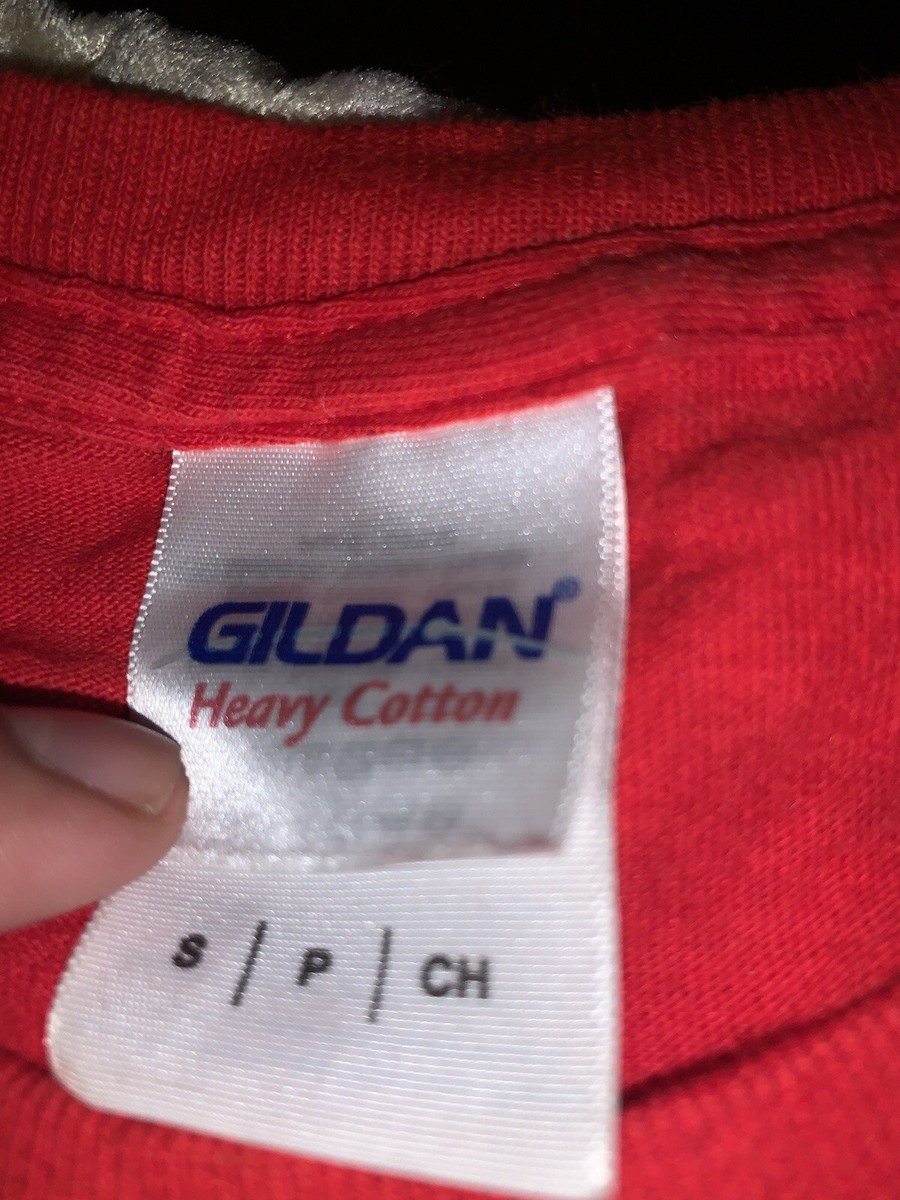 GILDAN®
Heavy Cotton
S / P / CH